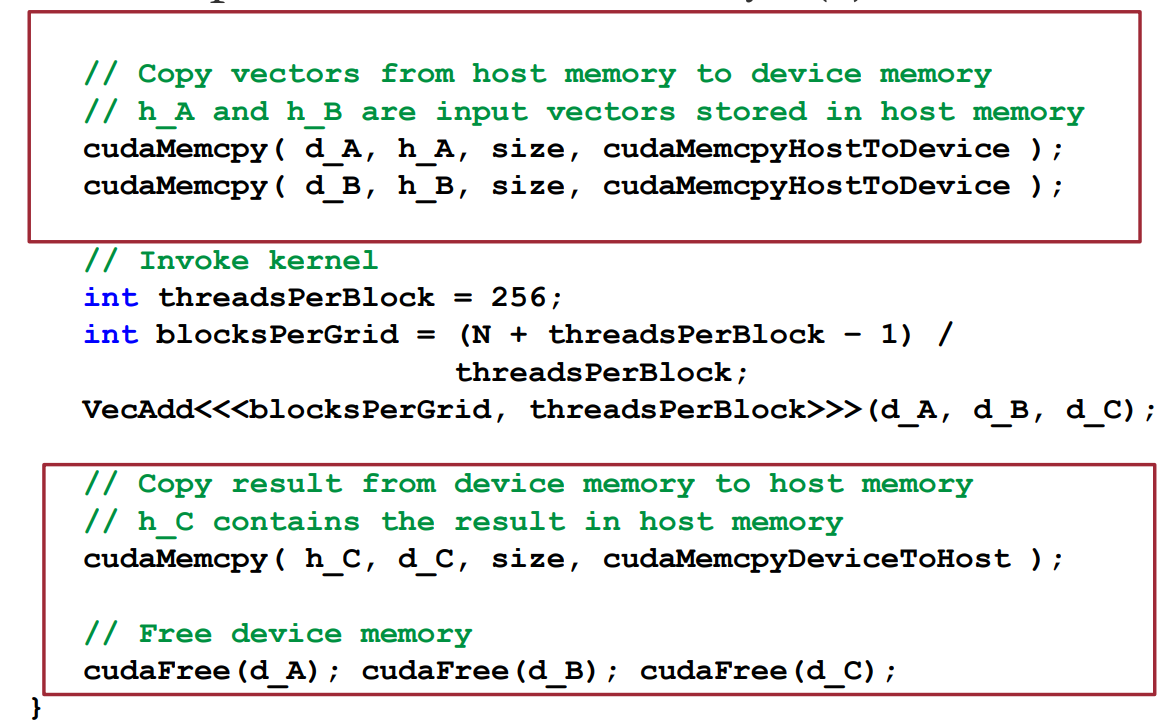 // Copy vectors from host memory to device memory
// h_A and h_B are input vectors stored in host memory
cudaMemcpy( d_A, h_A, size, cudaMemcpyHostToDevice );
cudaMemcpy( d_B, h_B, size, cudaMemcpyHostToDevice );
// Invoke kernel
int threadsPerBlock = 256;
int blocksPerGrid = (N + threadsPerBlock – 1) /
threadsPerBlock;
VecAdd<<<blocksPerGrid, threadsPerBlock>>>(d_A, d_B, d_C);
// Copy result from device memory to host memory
// h_C contains the result in host memory
cudaMemcpy( h_C, d_C, size, cudaMemcpyDeviceToHost );
// Free device memory
cudaFree(d_A); cudaFree(d_B); cudaFree(d_C);
}